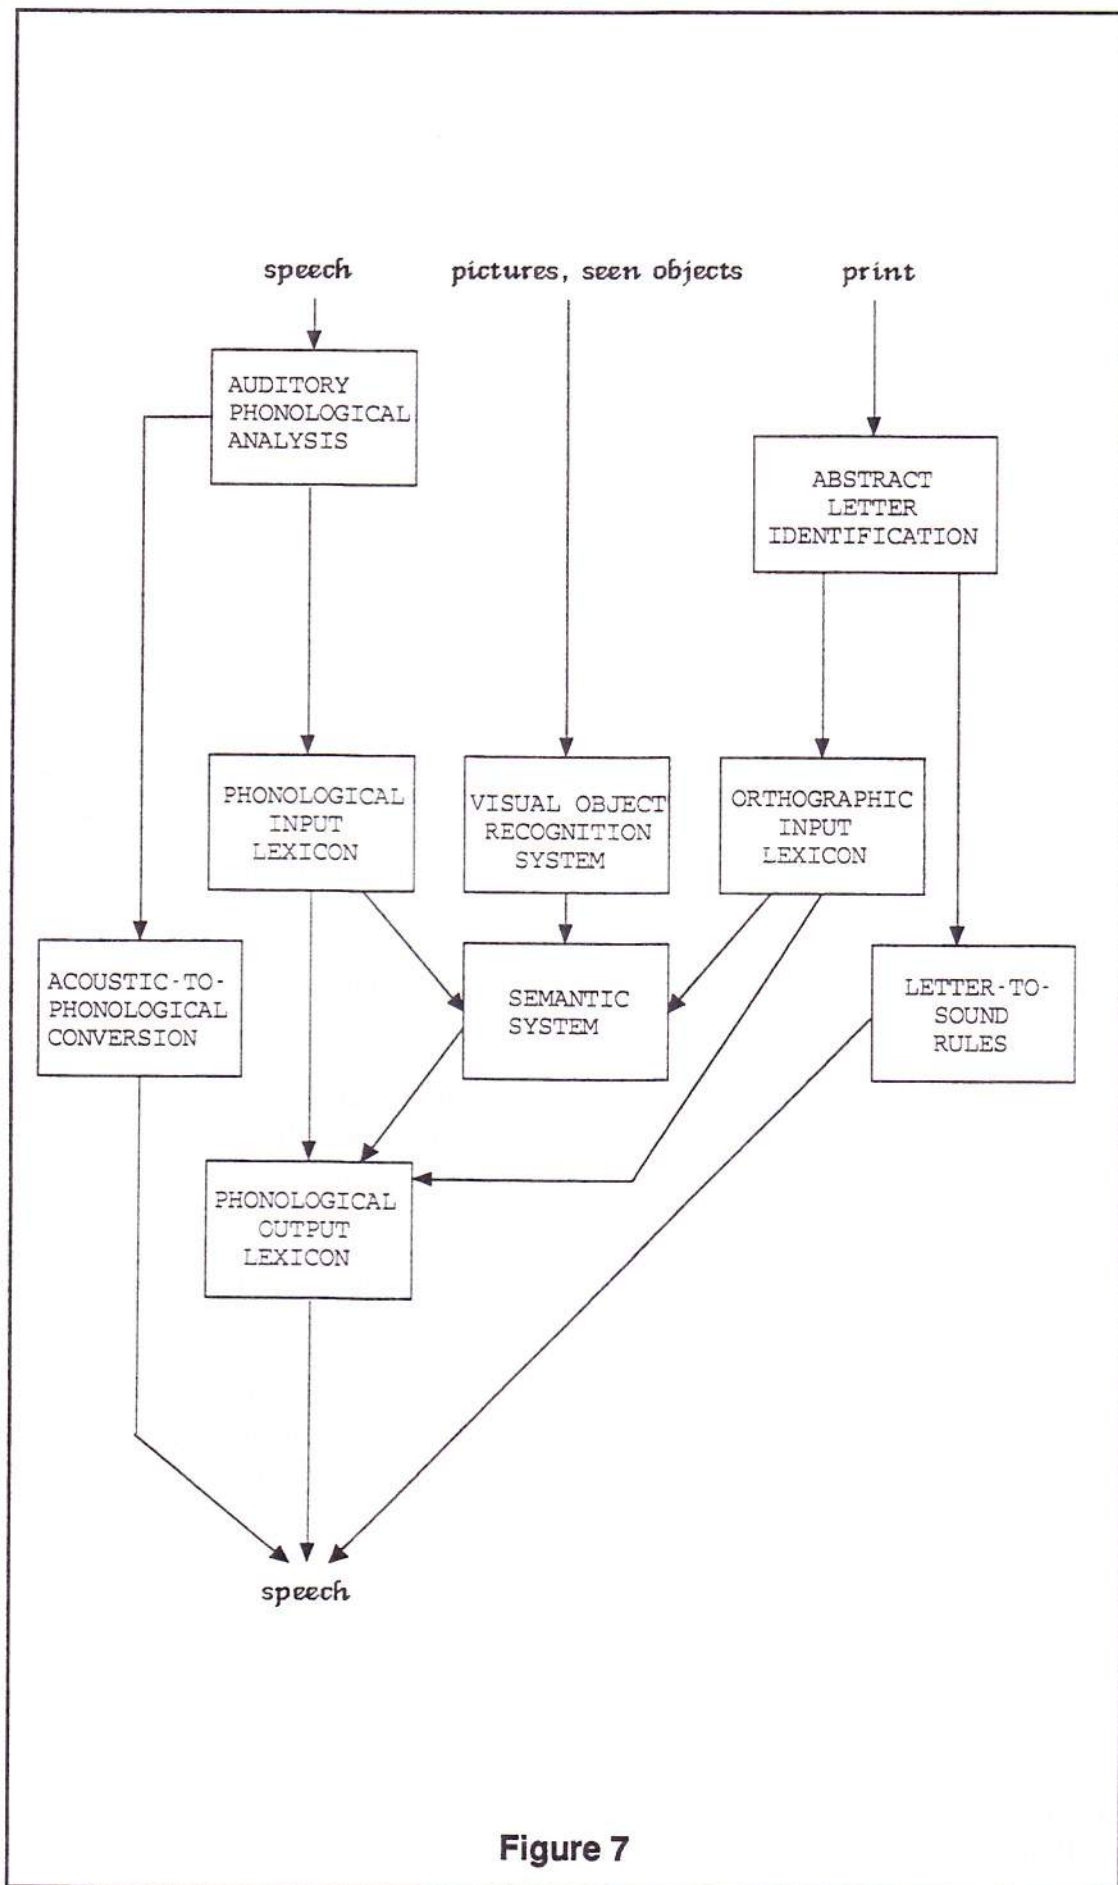 speech
pictures, seen objects
print
AUDITORY
PHONOLOGICAL
ANALYSIS
ABSTRACT
LETTER
IDENTIFICATION
PHONOLOGICAL
INPUT
LEXICON
VISUAL OBJECT
RECOGNITION
SYSTEM
ORTHOGRAPHIC
INPUT
LEXICON
ACOUSTIC-TO-
PHONOLOGICAL
CONVERSION
SEMANTIC
SYSTEM
LETTER-TO-
SOUND
RULES
PHONOLOGICAL
OUTPUT
LEXICON
speech
Figure 7